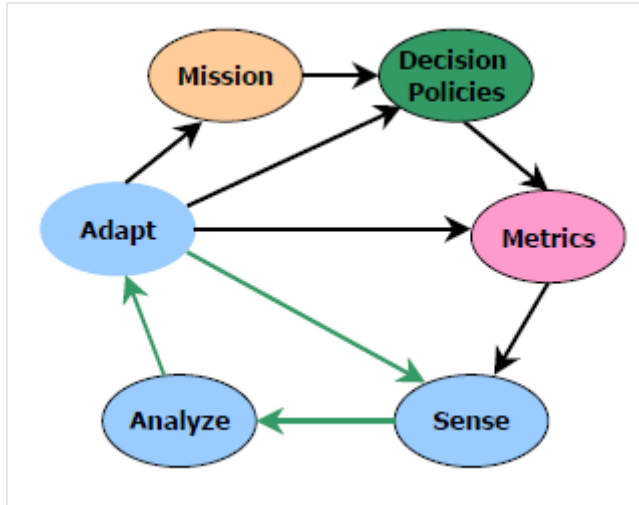 Mission
Decision
Policies
Adapt
Metrics
Analyze
Sense